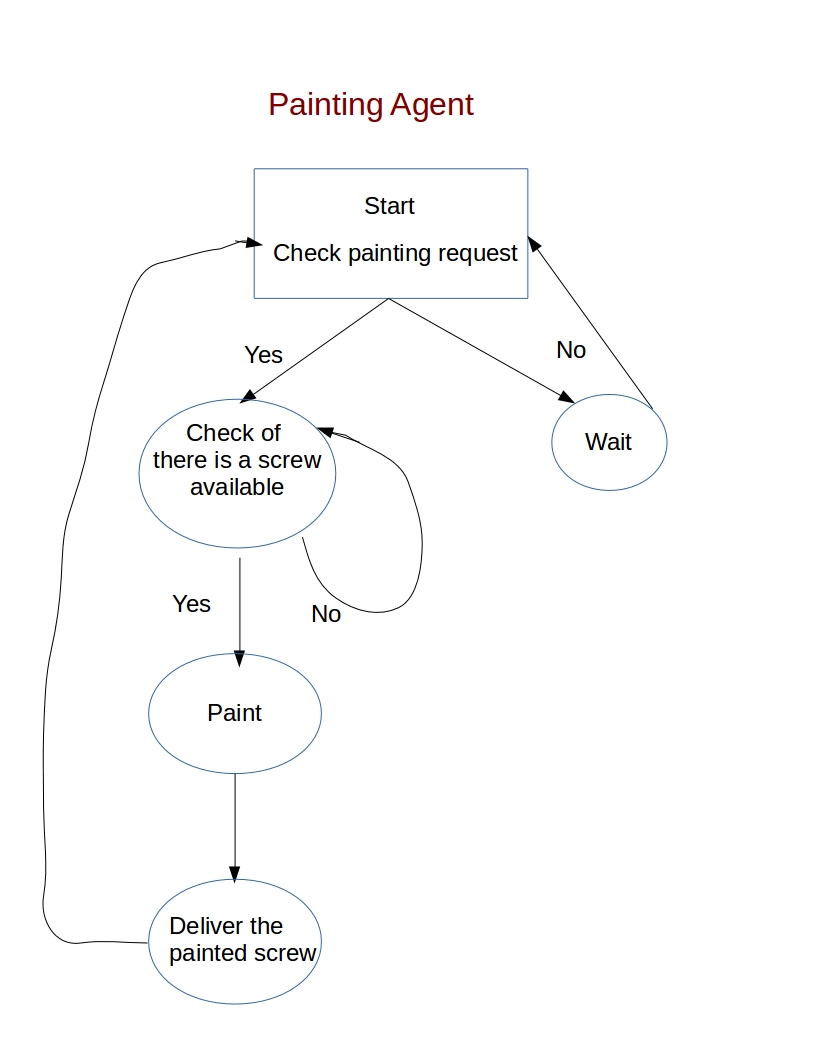 Painting Agent
Start
Check painting request
Yes
No
Check of
there is a screw
available
Wait
Yes
No
Paint
Deliver the
painted screw